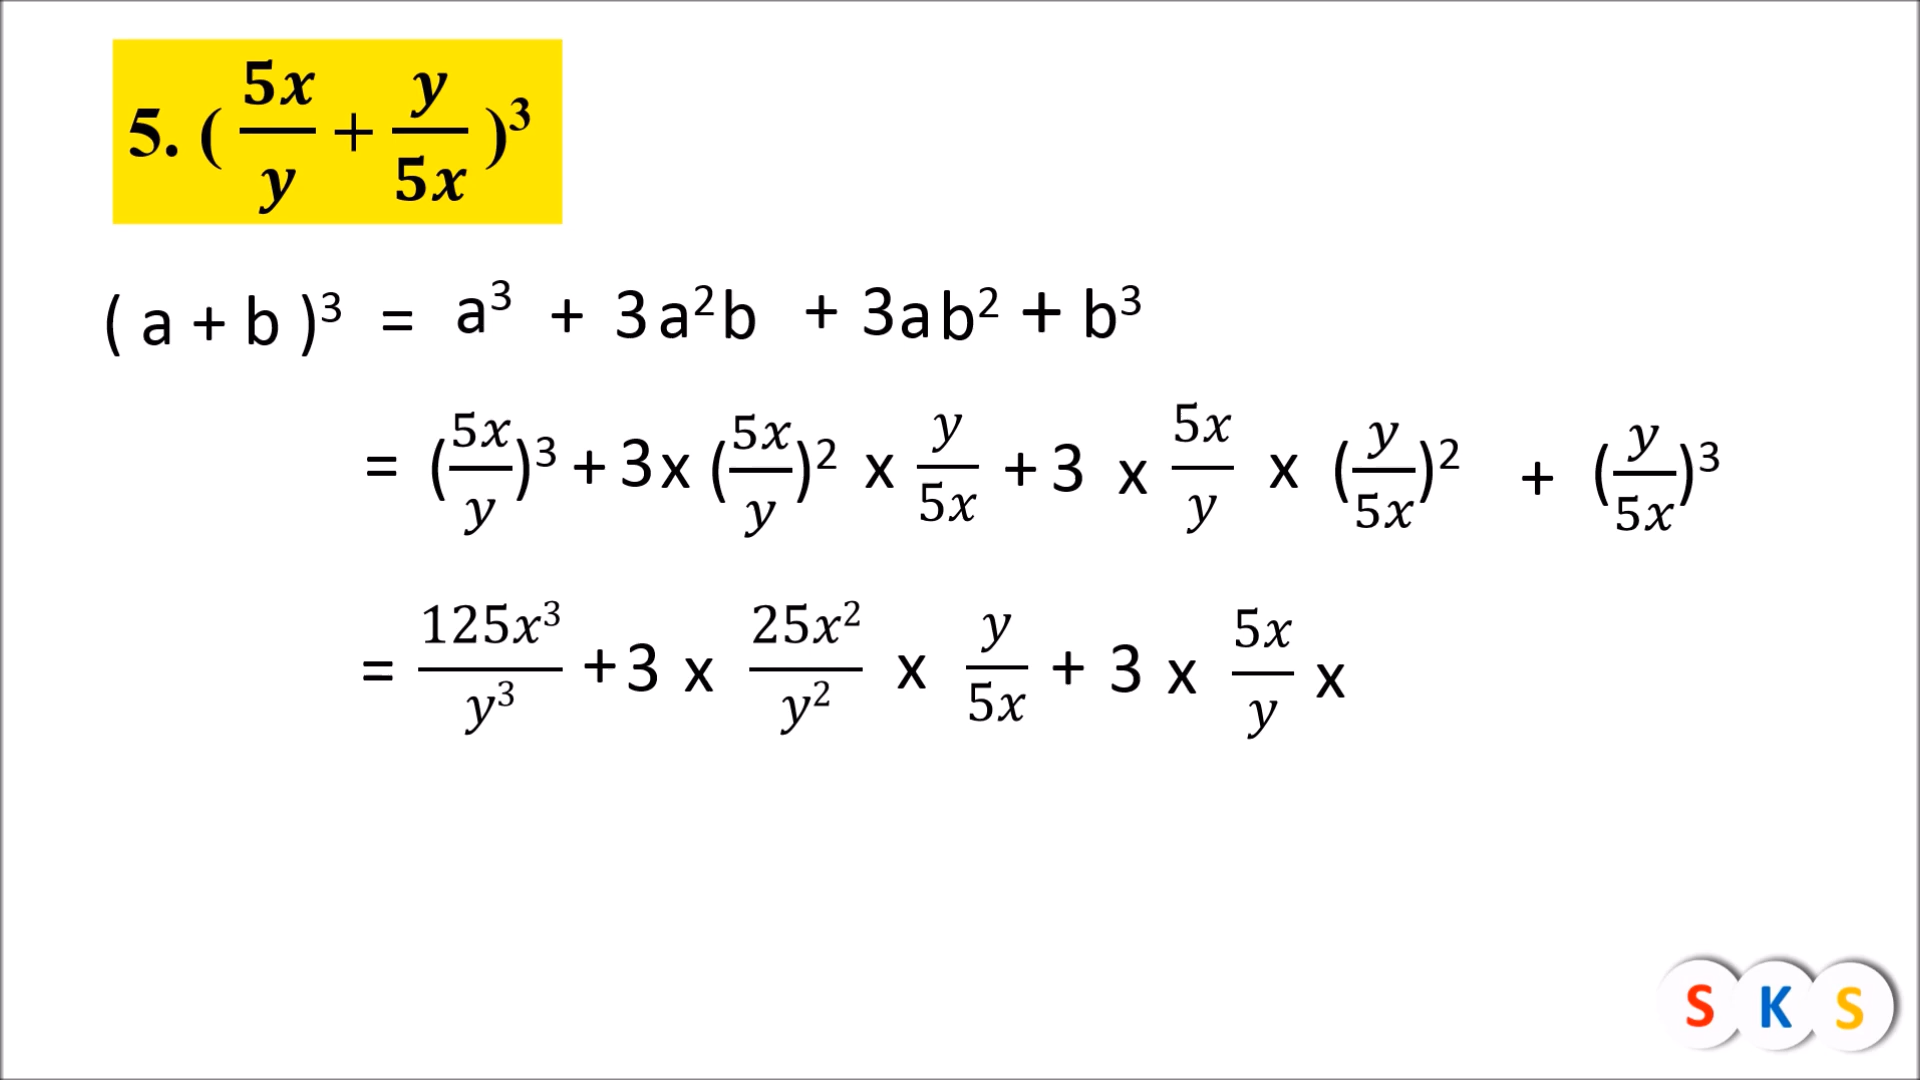 5. ( 5x/y + y/5x )³
( a + b )³ = a³ + 3a²b + 3ab² + b³
= (5x/y)³ + 3 x (5x/y)² x y/5x + 3 x 5x/y x (y/5x)² + (y/5x)³
= 125x³/y³ + 3 x 25x²/y² x y/5x + 3 x 5x/y x
S K S